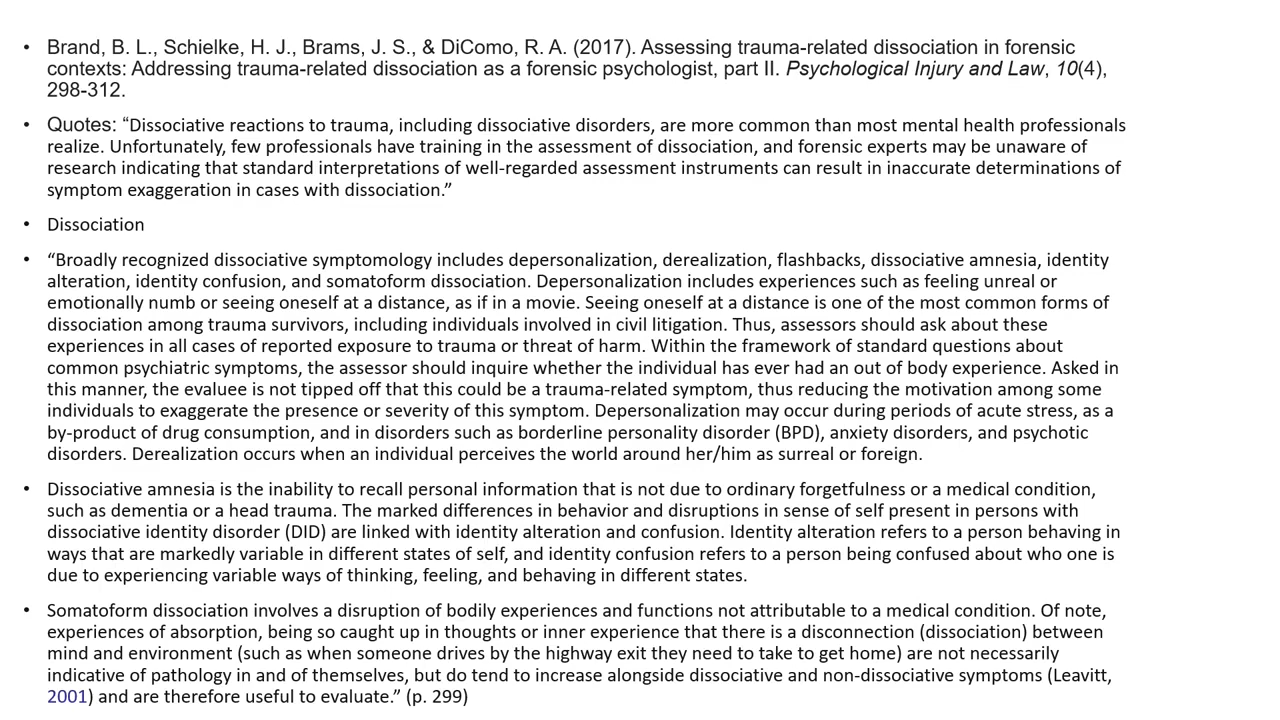 • Brand, B. L., Schielke, H. J., Brams, J. S., & DiComo, R. A. (2017). Assessing trauma-related dissociation in forensic
contexts: Addressing trauma-related dissociation as a forensic psychologist, part II. Psychological Injury and Law, 10(4),
298-312.
• Quotes: “Dissociative reactions to trauma, including dissociative disorders, are more common than most mental health professionals
realize. Unfortunately, few professionals have training in the assessment of dissociation, and forensic experts may be unaware of
research indicating that standard interpretations of well-regarded assessment instruments can result in inaccurate determinations of
symptom exaggeration in cases with dissociation.”
• Dissociation
• “Broadly recognized dissociative symptomology includes depersonalization, derealization, flashbacks, dissociative amnesia, identity
alteration, identity confusion, and somatoform dissociation. Depersonalization includes experiences such as feeling unreal or
emotionally numb or seeing oneself at a distance, as if in a movie. Seeing oneself at a distance is one of the most common forms of
dissociation among trauma survivors, including individuals involved in civil litigation. Thus, assessors should ask about these
experiences in all cases of reported exposure to trauma or threat of harm. Within the framework of standard questions about
common psychiatric symptoms, the assessor should inquire whether the individual has ever had an out of body experience. Asked in
this manner, the evaluee is not tipped off that this could be a trauma-related symptom, thus reducing the motivation among some
individuals to exaggerate the presence or severity of this symptom. Depersonalization may occur during periods of acute stress, as a
by-product of drug consumption, and in disorders such as borderline personality disorder (BPD), anxiety disorders, and psychotic
disorders. Derealization occurs when an individual perceives the world around her/him as surreal or foreign.
• Dissociative amnesia is the inability to recall personal information that is not due to ordinary forgetfulness or a medical condition,
such as dementia or a head trauma. The marked differences in behavior and disruptions in sense of self present in persons with
dissociative identity disorder (DID) are linked with identity alteration and confusion. Identity alteration refers to a person behaving in
ways that are markedly variable in different states of self, and identity confusion refers to a person being confused about who one is
due to experiencing variable ways of thinking, feeling, and behaving in different states.
• Somatoform dissociation involves a disruption of bodily experiences and functions not attributable to a medical condition. Of note,
experiences of absorption, being so caught up in thoughts or inner experience that there is a disconnection (dissociation) between
mind and environment (such as when someone drives by the highway exit they need to take to get home) are not necessarily
indicative of pathology in and of themselves, but do tend to increase alongside dissociative and non-dissociative symptoms (Leavitt,
2001) and are therefore useful to evaluate.” (p. 299)